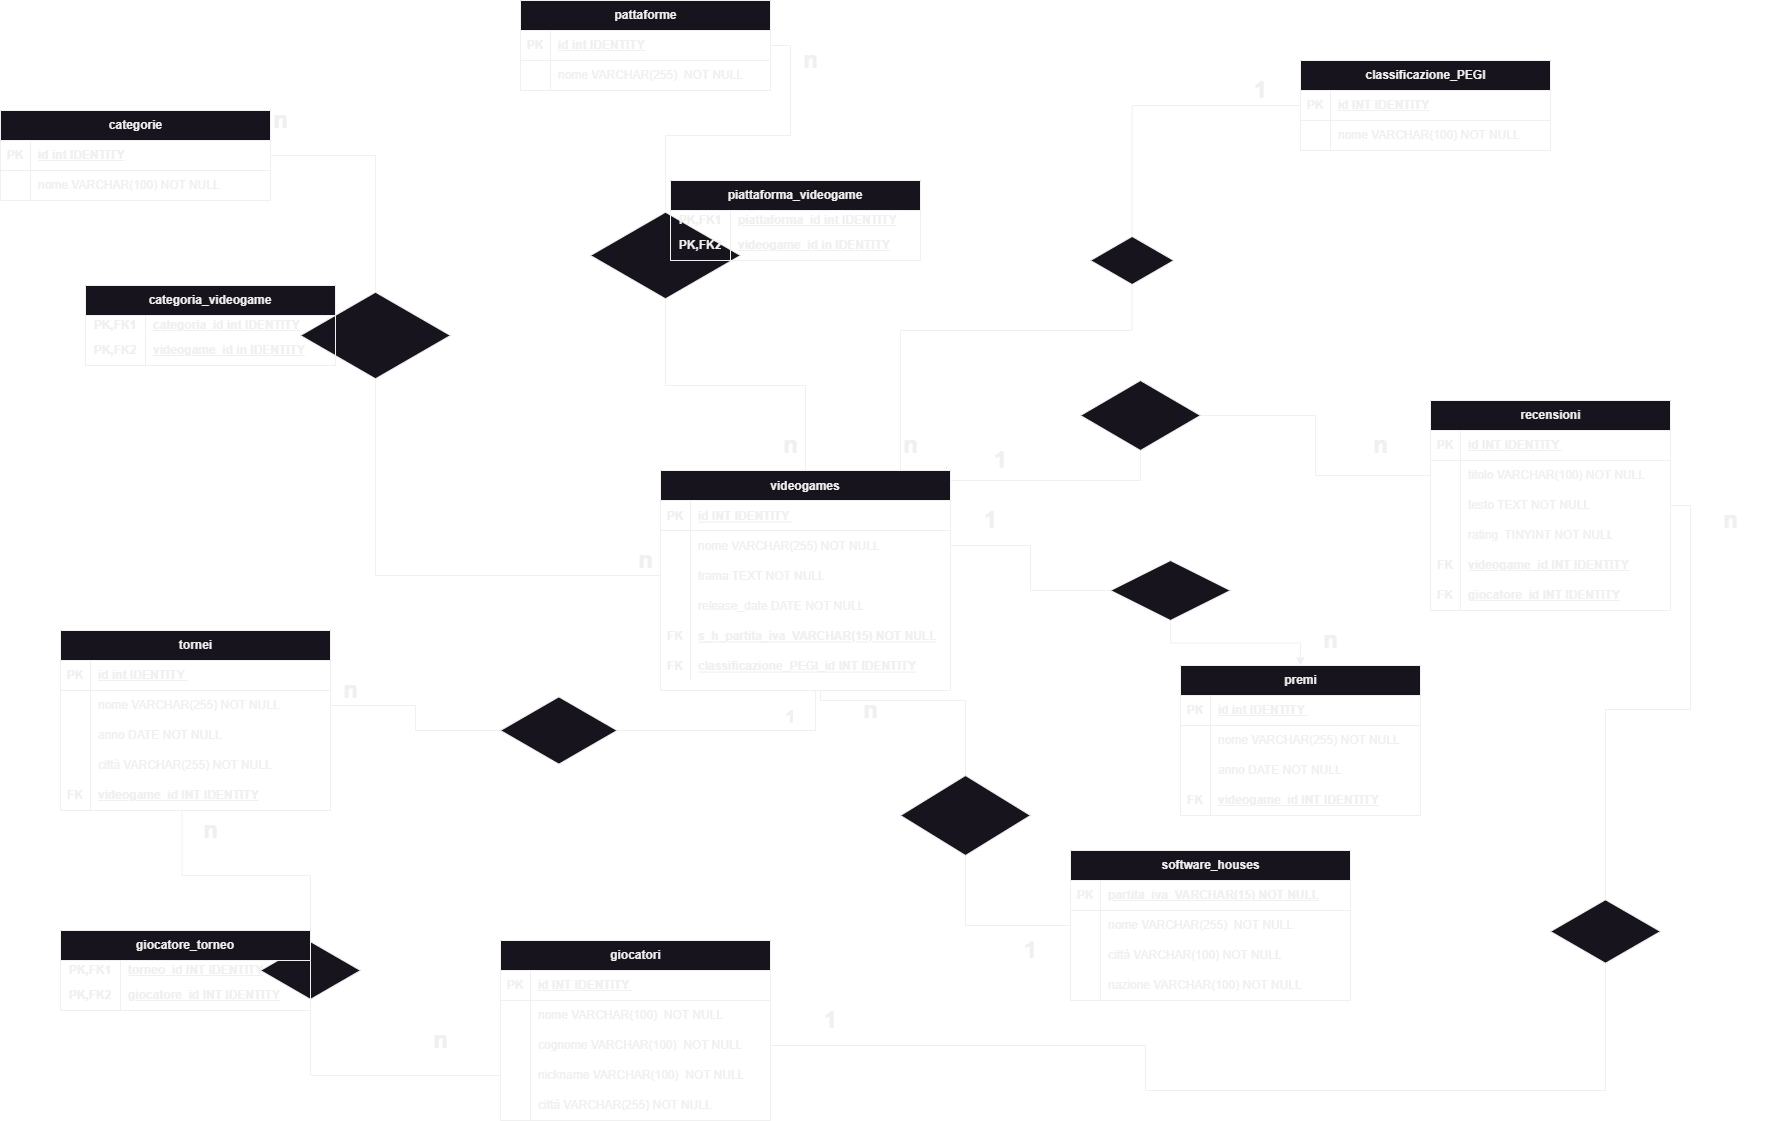 pattaforme
PK id int IDENTITY
nome VARCHAR(255) NOT NULL
n
classificazione_PEGI
PK id INT IDENTITY
nome VARCHAR(100) NOT NULL
1
categorie
PK id int IDENTITY
nome VARCHAR(100) NOT NULL
n
piattaforma_videogame
PK,FK1 piattaforma_id int IDENTITY
PK,FK2 videogame_id in IDENTITY
categoria_videogame
PK,FK1 categoria_id int IDENTITY
PK,FK2 videogame_id in IDENTITY
n
n
1
n
recensioni
PK id INT IDENTITY
titolo VARCHAR(100) NOT NULL
testo TEXT NOT NULL
rating TINYINT NOT NULL
FK videogame_id INT IDENTITY
FK giocatore_id INT IDENTITY
n
videogames
PK id INT IDENTITY
nome VARCHAR(255) NOT NULL
trama TEXT NOT NULL
release_date DATE NOT NULL
FK s_h_partita_iva VARCHAR(15) NOT NULL
FK classificazione_PEGI_id INT IDENTITY
1
n
n
tornei
PK id int IDENTITY
nome VARCHAR(255) NOT NULL
anno DATE NOT NULL
città VARCHAR(255) NOT NULL
FK videogame_id INT IDENTITY
n
1
n
premi
PK id int IDENTITY
nome VARCHAR(255) NOT NULL
anno DATE NOT NULL
FK videogame_id INT IDENTITY
n
software_houses
PK partita_iva VARCHAR(15) NOT NULL
nome VARCHAR(255) NOT NULL
città VARCHAR(100) NOT NULL
nazione VARCHAR(100) NOT NULL
1
giocatore_torneo
PK,FK1 torneo_id INT IDENTITY
PK,FK2 giocatore_id INT IDENTITY
giocatori
PK id INT IDENTITY
nome VARCHAR(100) NOT NULL
cognome VARCHAR(100) NOT NULL
nickname VARCHAR(100) NOT NULL
città VARCHAR(255) NOT NULL
1
n